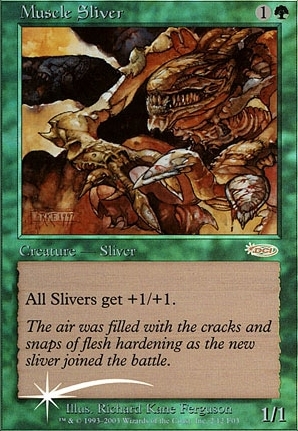 Muscle Sliver 1
Creature — Sliver
DCI
All Slivers get +1/+1.
The air was filled with the cracks and
snaps of flesh hardening as the new
sliver joined the battle.
Illus. Richard Kane Ferguson
1/1